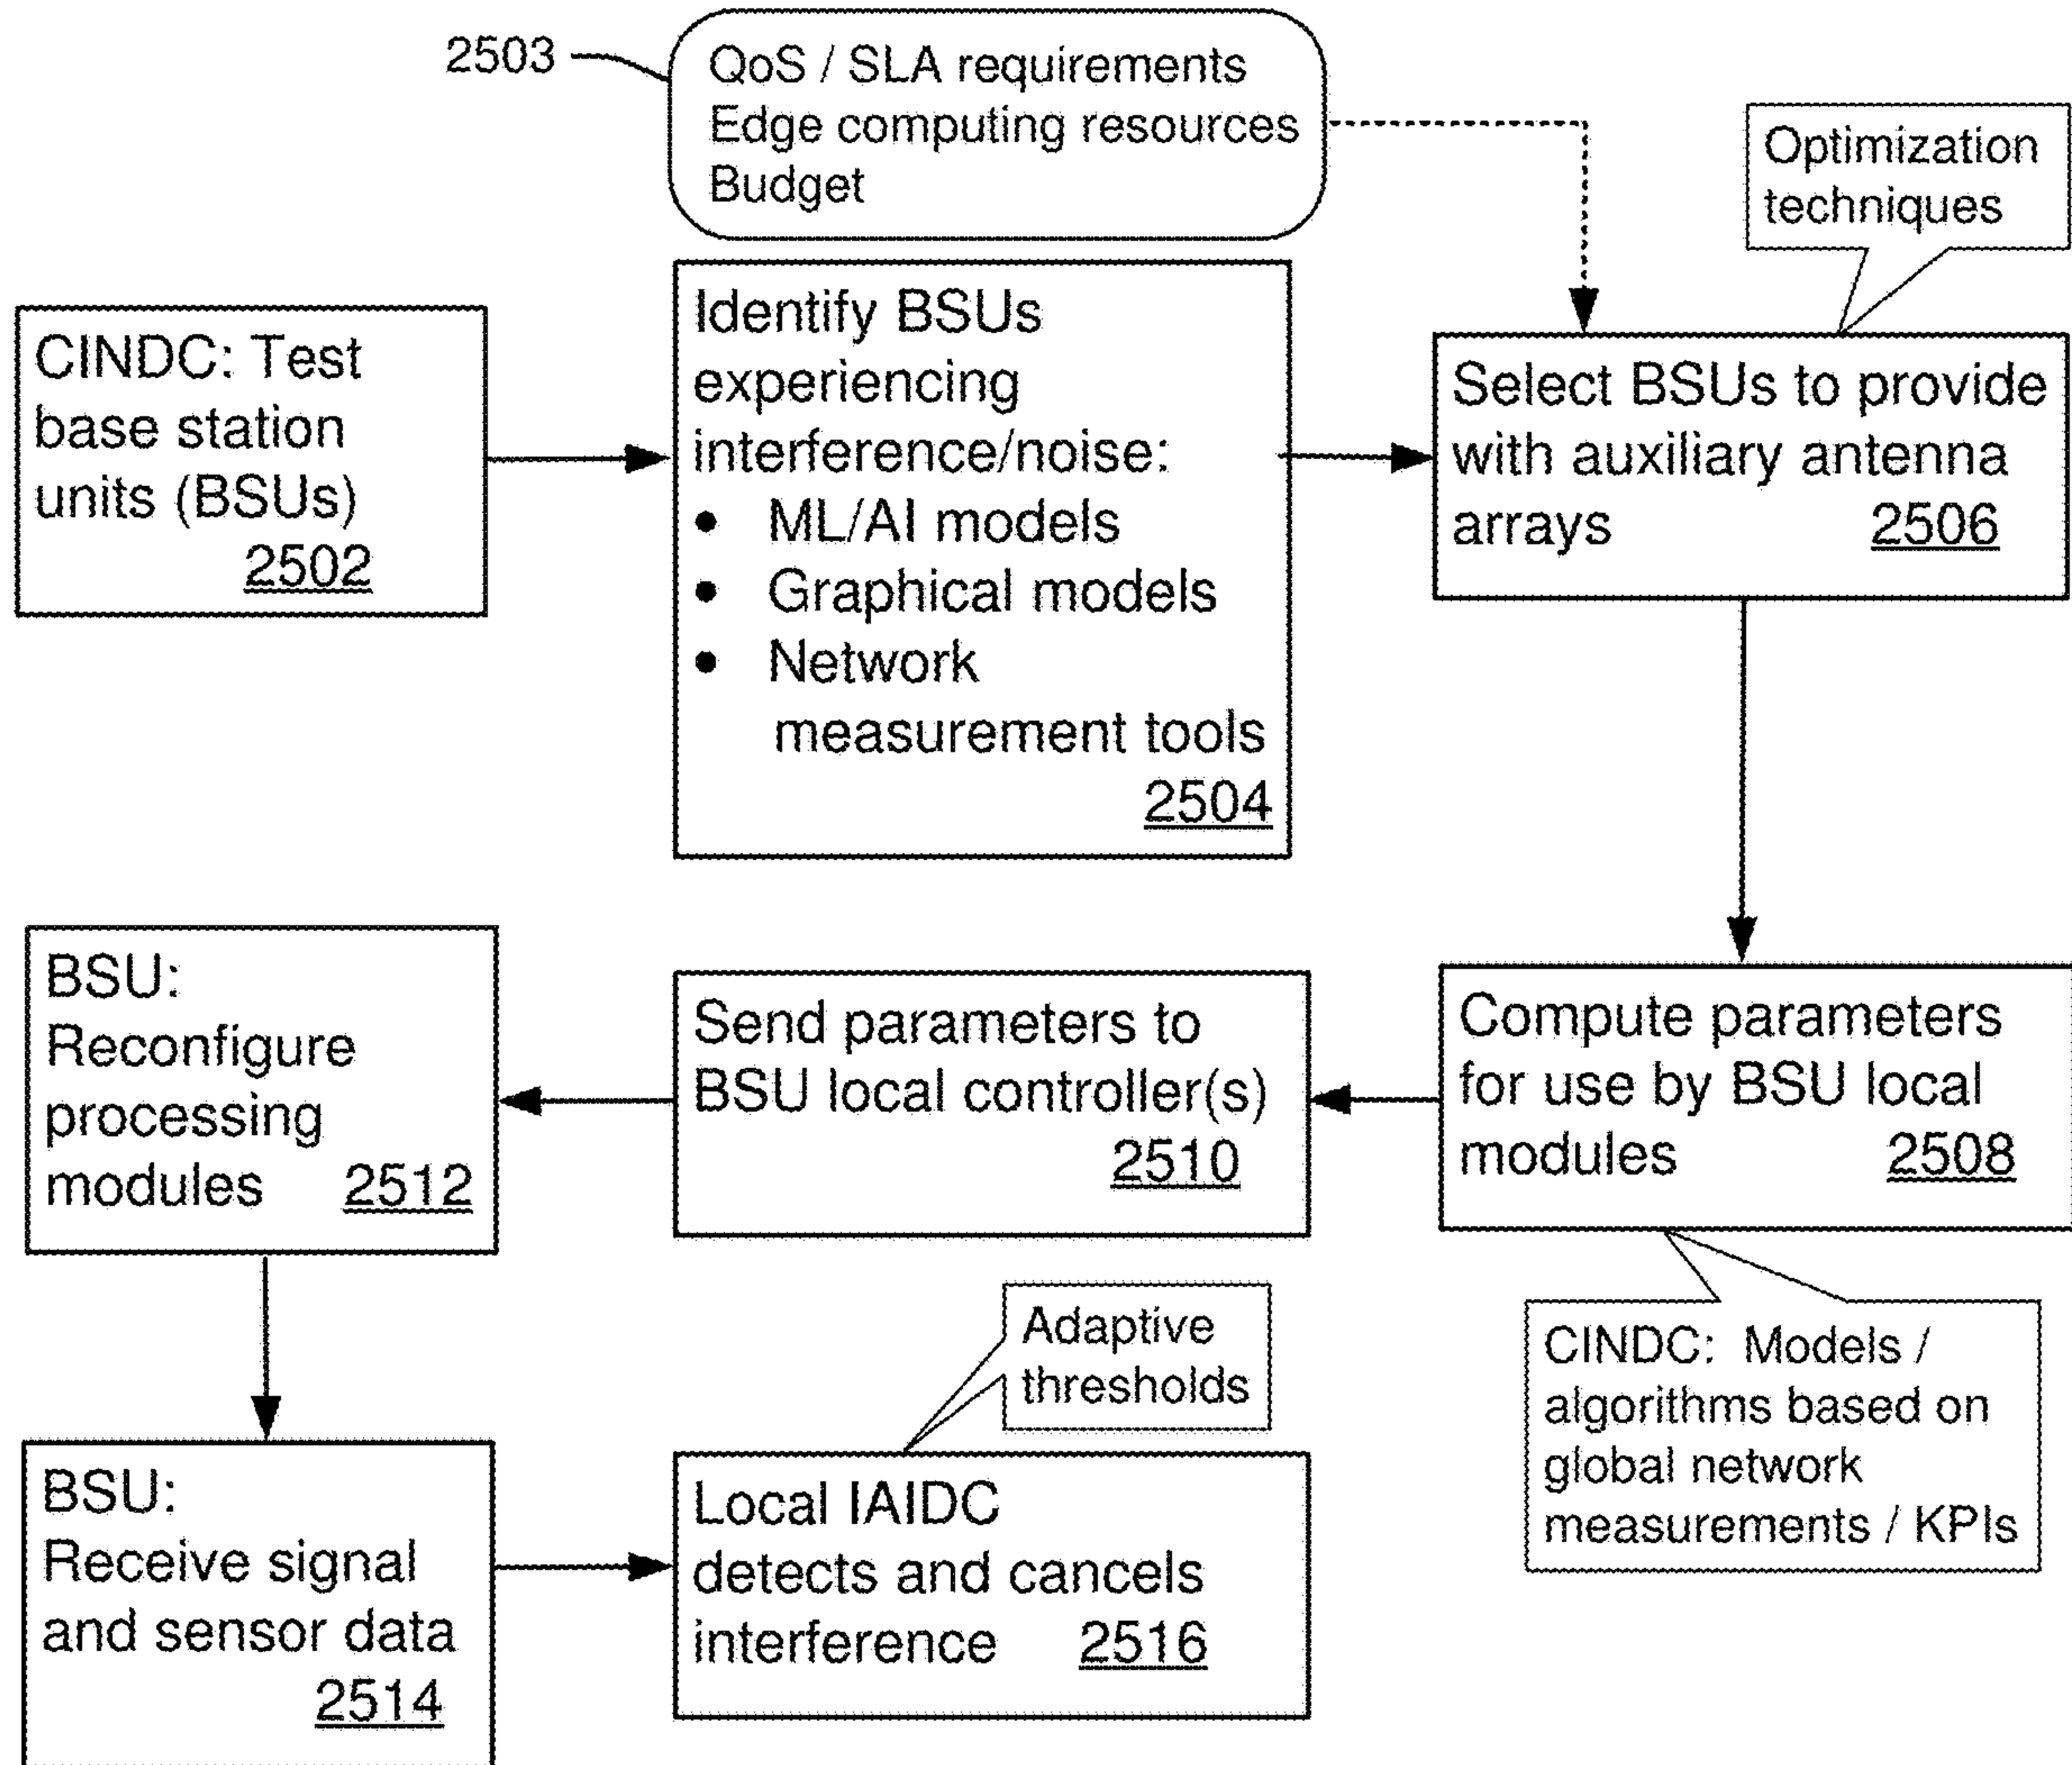 2503
QoS / SLA requirements
Edge computing resources
Budget
Optimization
techniques
CINDC: Test
base station
units (BSUs)
2502
Identify BSUs
experiencing
interference/noise:
• ML/AI models
• Graphical models
• Network
measurement tools
2504
Select BSUs to provide
with auxiliary antenna
arrays 2506
Compute parameters
for use by BSU local
modules 2508
CINDC: Models /
algorithms based on
global network
measurements / KPIs
Send parameters to
BSU local controller(s)
2510
BSU:
Reconfigure
processing
modules 2512
BSU:
Receive signal
and sensor data
2514
Adaptive
thresholds
Local IAIDC
detects and cancels
interference 2516